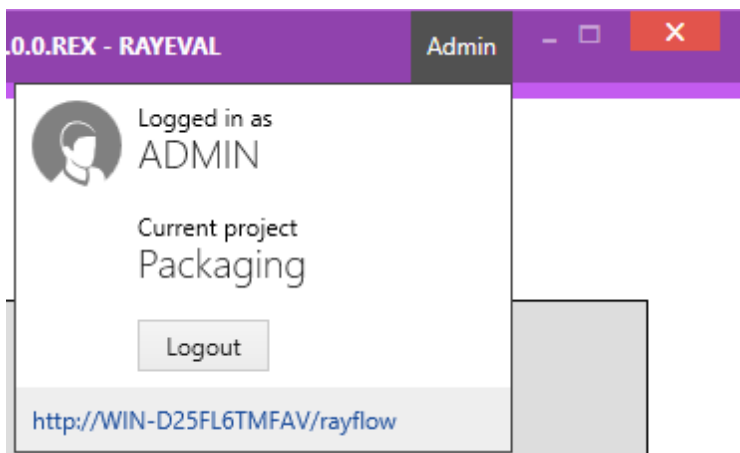 .0.0.REX - RAYEVAL Admin
Logged in as
ADMIN
Current project
Packaging
Logout
http://WIN-D25FL6TMFAV/rayflow